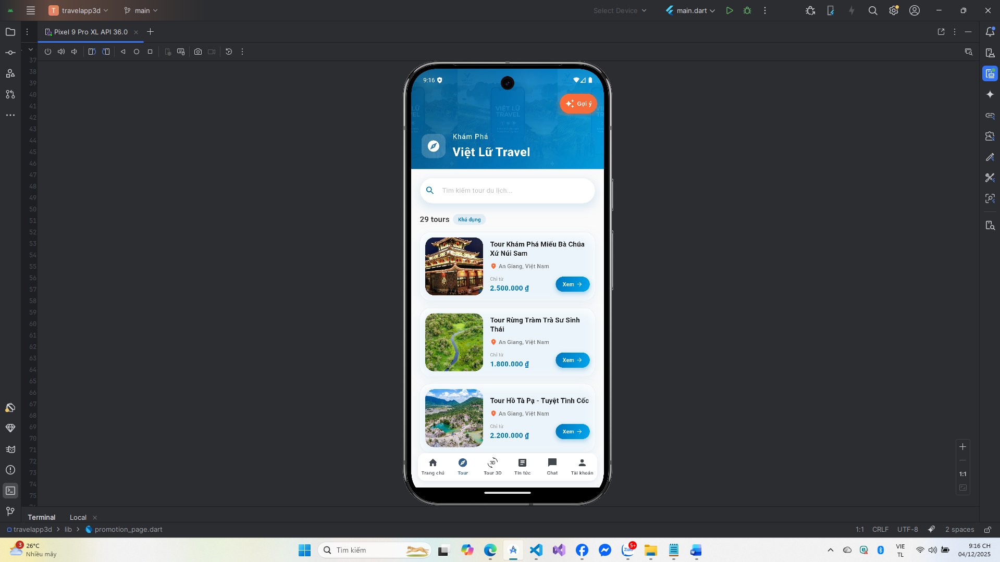 T travelapp3d
main
Select Device
main.dart
Pixel 9 Pro XL API 36.0
37
38
39
40
41
42
43
44
45
46
47
48
49
50
51
52
53
54
55
56
57
58
59
60
61
62
63
64
65
66
67
68
69
70
71
72
73
74
75
9:16
VIỆT LỮ
TRAVEL
Gợi ý
Khám Phá
Việt Lữ Travel
Tìm kiếm tour du lịch...
29 tours
Khả dụng
Tour Khám Phá Miếu Bà Chúa
Xứ Núi Sam
An Giang, Việt Nam
Chỉ từ
2.500.000 ₫
Xem
Tour Rừng Tràm Trà Sư Sinh
Thái
An Giang, Việt Nam
Chỉ từ
1.800.000 ₫
Xem
Tour Hồ Tà Pạ - Tuyệt Tình Cốc
An Giang, Việt Nam
Chỉ từ
2.200.000 ₫
Xem
3D
Trang chủ
Tour
Tour 3D
Tin tức
Chat
Tài khoản
1:1
Terminal
Local
travelapp3d
lib
promotion_page.dart
1:1
CRLF
UTF-8
2 spaces
3
26°C
Nhiều mây
Tìm kiếm
Zalo
5+
VIE
TL
9:16 CH
04/12/2025